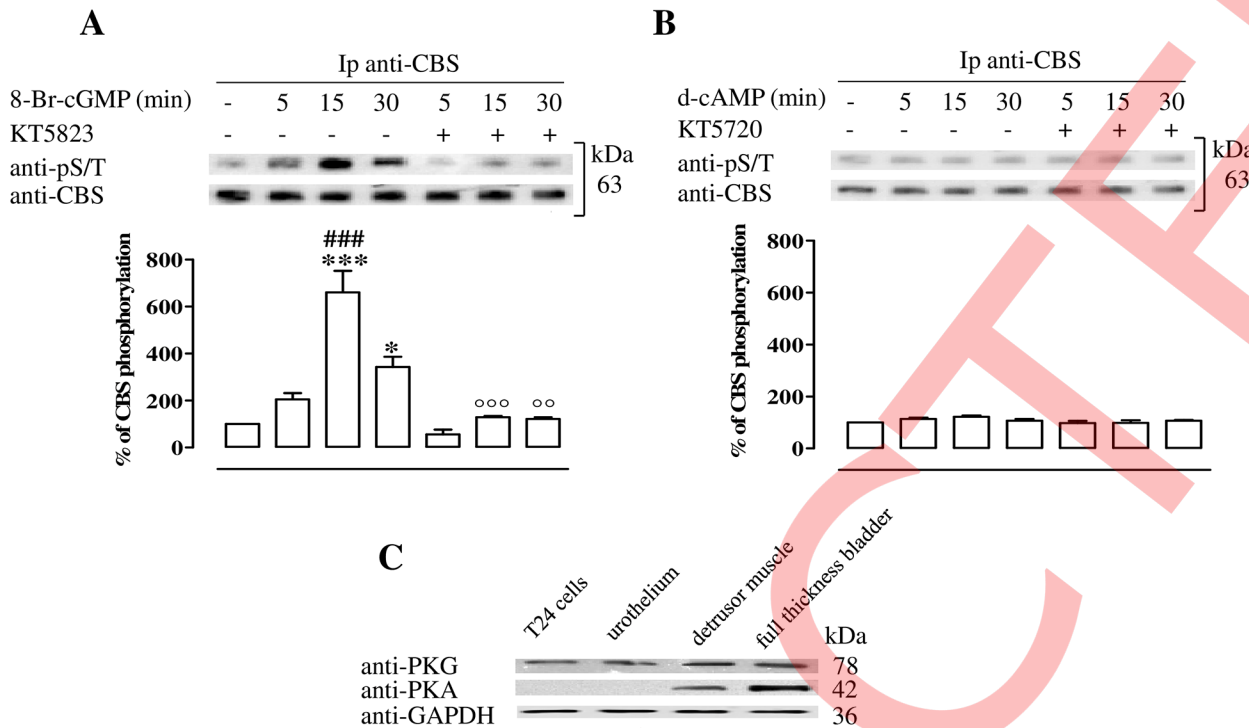 A
Ip anti-CBS
8-Br-cGMP (min) - 5 15 30 5 15 30
KT5823 - - - - + + +
anti-pS/T
anti-CBS
kDa
63
% of CBS phosphorylation
800
600
400
200
0
###
***
*
°°°
°°
B
Ip anti-CBS
d-cAMP (min) - 5 15 30 5 15 30
KT5720 - - - - + + +
anti-pS/T
anti-CBS
kDa
63
% of CBS phosphorylation
800
600
400
200
0
C
T24 cells
urothelium
detrusor muscle
full thickness bladder
kDa
anti-PKG 78
anti-PKA 42
anti-GAPDH 36